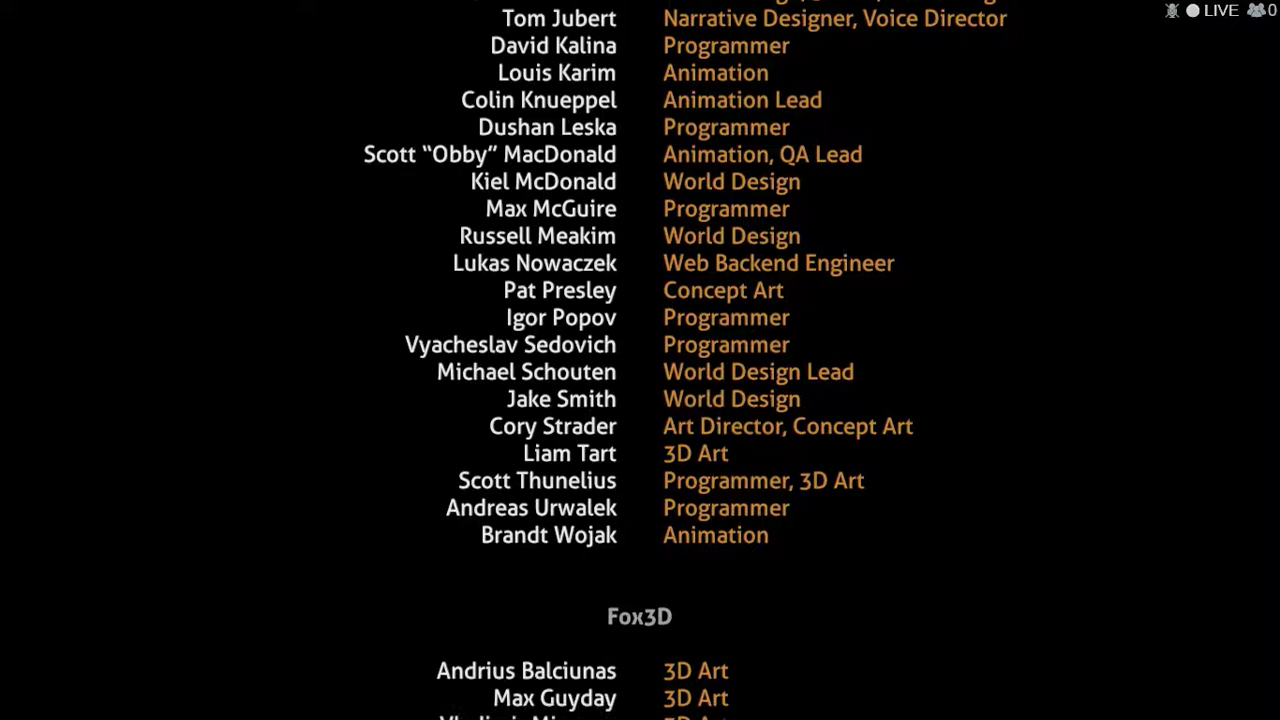 LIVE 0
Tom Jubert Narrative Designer, Voice Director
David Kalina Programmer
Louis Karim Animation
Colin Knueppel Animation Lead
Dushan Leska Programmer
Scott “Obby” MacDonald Animation, QA Lead
Kiel McDonald World Design
Max McGuire Programmer
Russell Meakim World Design
Lukas Nowaczek Web Backend Engineer
Pat Presley Concept Art
Igor Popov Programmer
Vyacheslav Sedovich Programmer
Michael Schouten World Design Lead
Jake Smith World Design
Cory Strader Art Director, Concept Art
Liam Tart 3D Art
Scott Thunelius Programmer, 3D Art
Andreas Urwalek Programmer
Brandt Wojak Animation
Fox3D
Andrius Balciunas 3D Art
Max Guyday 3D Art